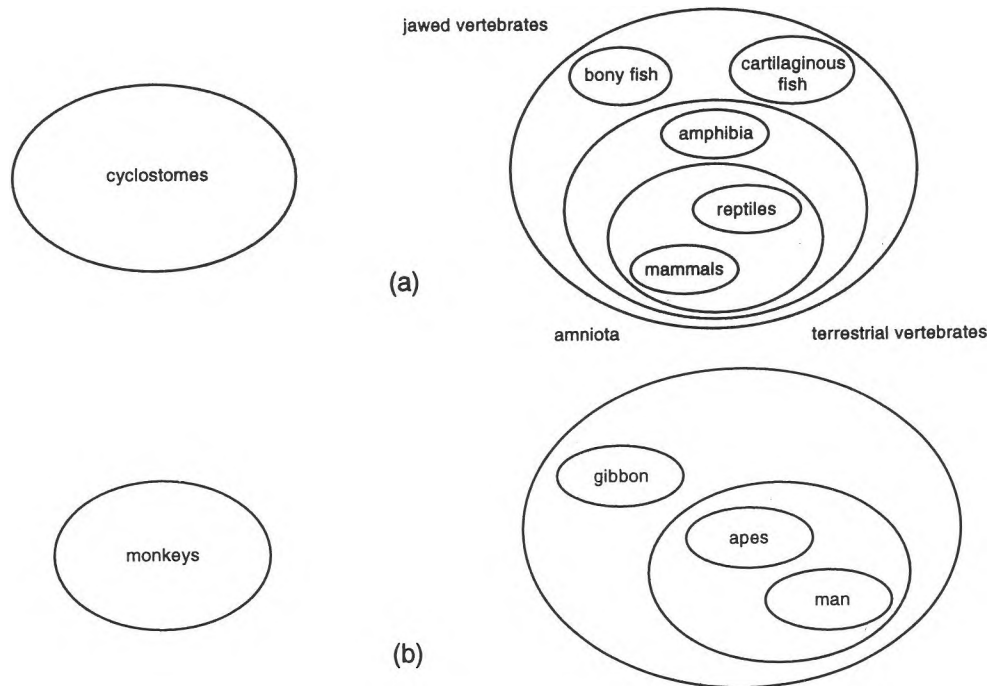 jawed vertebrates
bony fish
cartilaginous
fish
amphibia
cyclostomes
reptiles
mammals
(a)
amniota
terrestrial vertebrates
gibbon
apes
monkeys
man
(b)